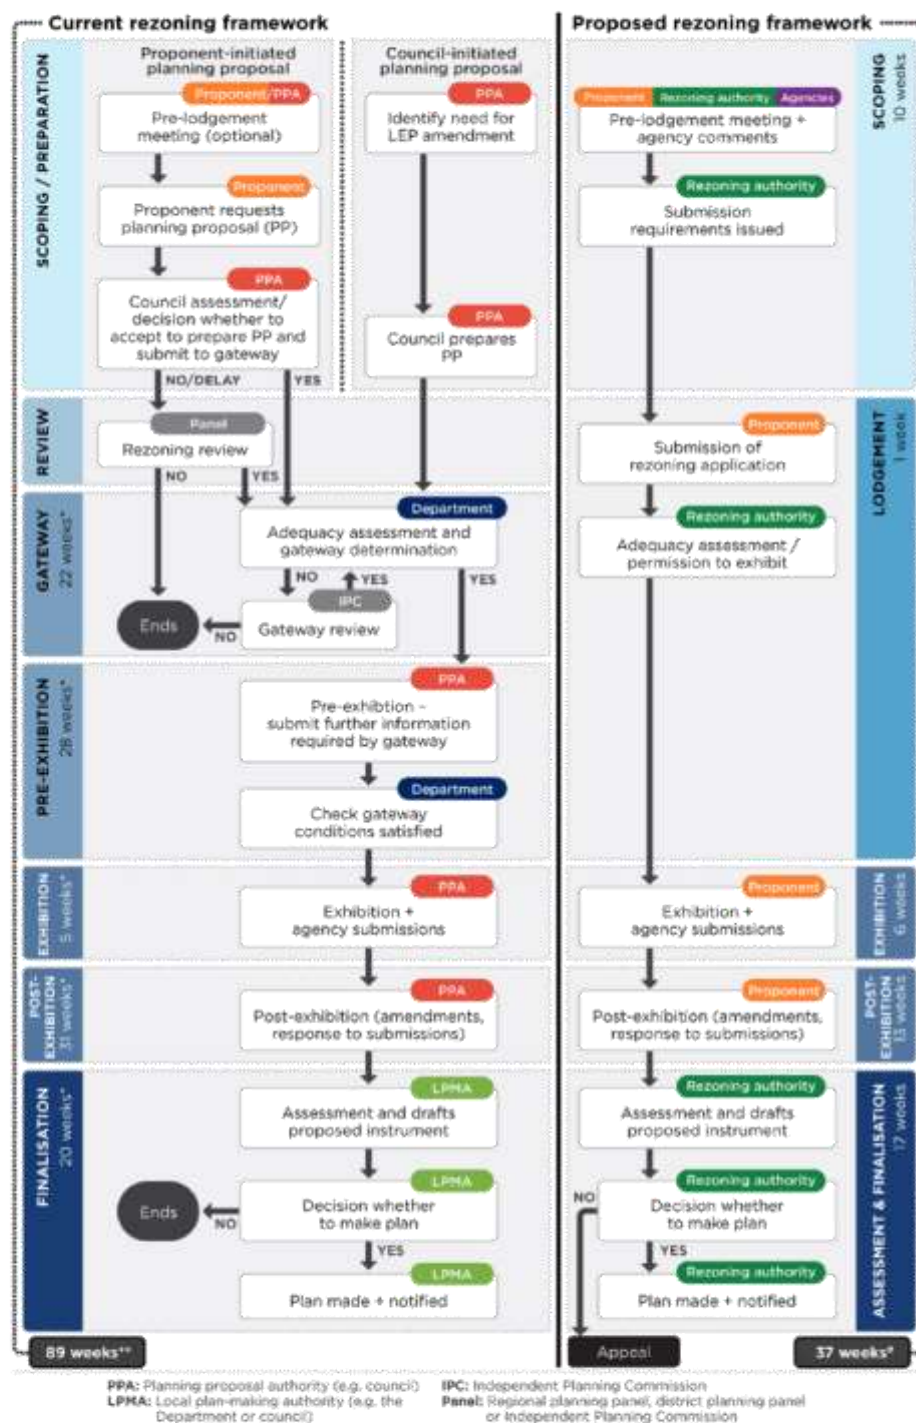 Current rezoning framework
Proponent-initiated
planning proposal
Council-initiated
planning proposal
SCOPING / PREPARATION
Proponent/PPA
Pre-lodgement
meeting (optional)
Proponent
Proponent requests
planning proposal (PP)
PPA
Council assessment/
decision whether to
accept to prepare PP and
submit to gateway
NO/DELAY
YES
PPA
Identify need for
LEP amendment
PPA
Council prepares
PP
REVIEW
Panel
Rezoning review
NO
YES
GATEWAY
22 weeks*
Department
Adequacy assessment and
gateway determination
NO
YES
YES
IPC
Gateway review
NO
Ends
PRE-EXHIBITION
28 weeks*
PPA
Pre-exhibtion –
submit further information
required by gateway
Department
Check gateway
conditions satisfied
EXHIBITION
5 weeks*
PPA
Exhibition +
agency submissions
POST-
EXHIBITION
31 weeks*
PPA
Post-exhibition (amendments,
response to submissions)
FINALISATION
20 weeks*
LPMA
Assessment and drafts
proposed instrument
LPMA
Decision whether
to make plan
NO
Ends
YES
LPMA
Plan made + notified
89 weeks**
Proposed rezoning framework
SCOPING
10 weeks
Proponent Rezoning authority Agencies
Pre-lodgement meeting +
agency comments
Rezoning authority
Submission
requirements issued
LODGEMENT
1 week
Proponent
Submission of
rezoning application
Rezoning authority
Adequacy assessment /
permission to exhibit
EXHIBITION
6 weeks
Proponent
Exhibition +
agency submissions
POST-
EXHIBITION
13 weeks
Proponent
Post-exhibition (amendments,
response to submissions)
ASSESSMENT & FINALISATION
17 weeks
Rezoning authority
Assessment and drafts
proposed instrument
Rezoning authority
Decision whether
to make plan
NO
YES
Rezoning authority
Plan made + notified
Appeal
37 weeks#
PPA: Planning proposal authority (e.g. council)
LPMA: Local plan-making authority (e.g. the
Department or council)
IPC: Independent Planning Commission
Panel: Regional planning panel, district planning panel
or Independent Planning Commission